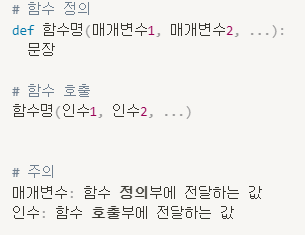 # 함수 정의
def 함수명(매개변수1, 매개변수2, ...):
  문장
# 함수 호출
함수명(인수1, 인수2, ...)
# 주의
매개변수: 함수 정의부에 전달하는 값
인수: 함수 호출부에 전달하는 값